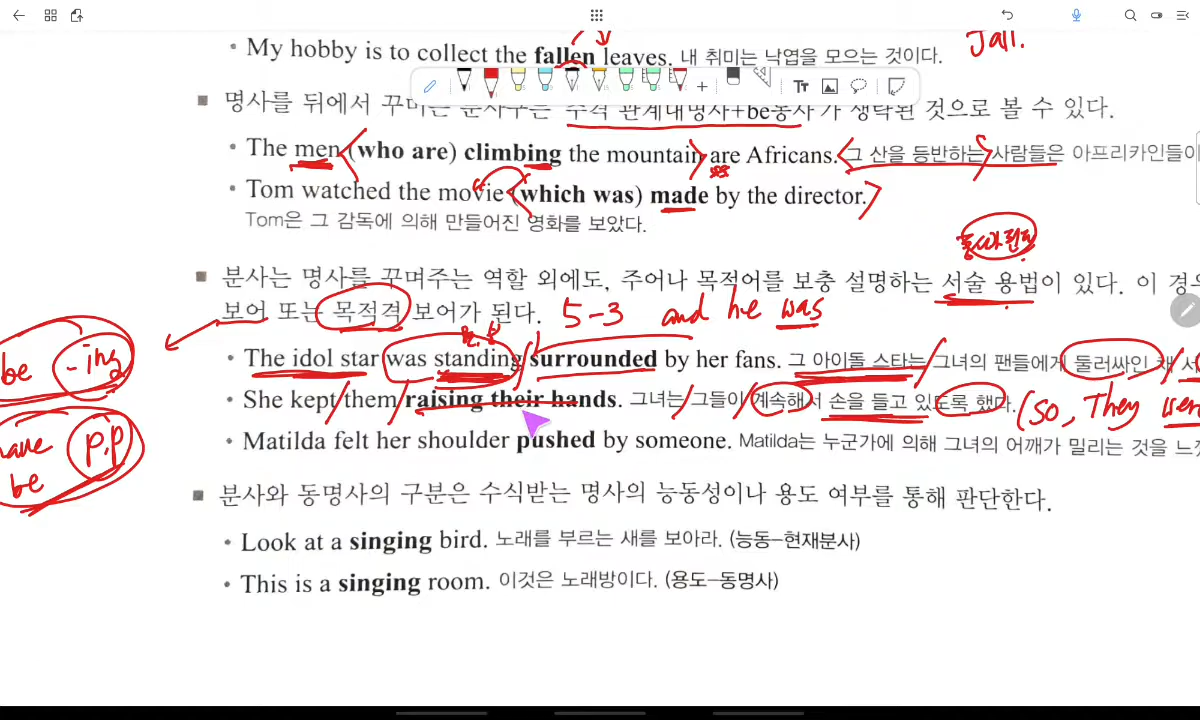 • My hobby is to collect the fallen leaves. 내 취미는 낙엽을 모으는 것이다.
Jall.
Tт
■ 명사를 뒤에서 꾸미는 분사구는 주격 관계대명사+be동사가 생략된 것으로 볼 수 있다.
• The men (who are) climbing the mountain are Africans. 그 산을 등반하는 사람들은 아프리카인들이
• Tom watched the movie (which was) made by the director.
Tom은 그 감독에 의해 만들어진 영화를 보았다.
■ 분사는 명사를 꾸며주는 역할 외에도, 주어나 목적어를 보충 설명하는 서술 용법이 있다. 이 경우
보어 또는 목적격 보어가 된다. 5-3 and he was
be -ing
• The idol star was standing surrounded by her fans. 그 아이돌 스타는 그녀의 팬들에게 둘러싸인 채 서
• She kept them raising their hands. 그녀는 그들이 계속해서 손을 들고 있도록 했다. (So, They were
have p.p
be
• Matilda felt her shoulder pushed by someone. Matilda는 누군가에 의해 그녀의 어깨가 밀리는 것을 느
■ 분사와 동명사의 구분은 수식받는 명사의 능동성이나 용도 여부를 통해 판단한다.
• Look at a singing bird. 노래를 부르는 새를 보아라. (능동–현재분사)
• This is a singing room. 이것은 노래방이다. (용도–동명사)